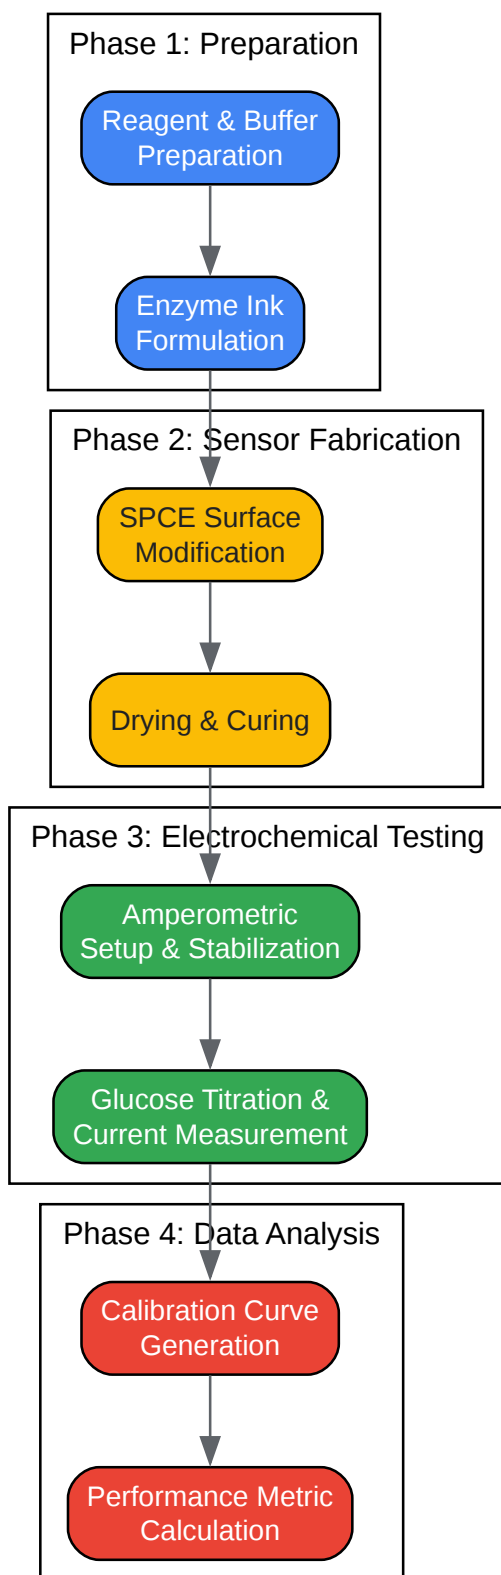 Phase 1: Preparation
Reagent & Buffer
Preparation
Enzyme Ink
Formulation
Phase 2: Sensor Fabrication
SPCE Surface
Modification
Drying & Curing
Phase 3: Electrochemical Testing
Amperometric
Setup & Stabilization
Glucose Titration &
Current Measurement
Phase 4: Data Analysis
Calibration Curve
Generation
Performance Metric
Calculation